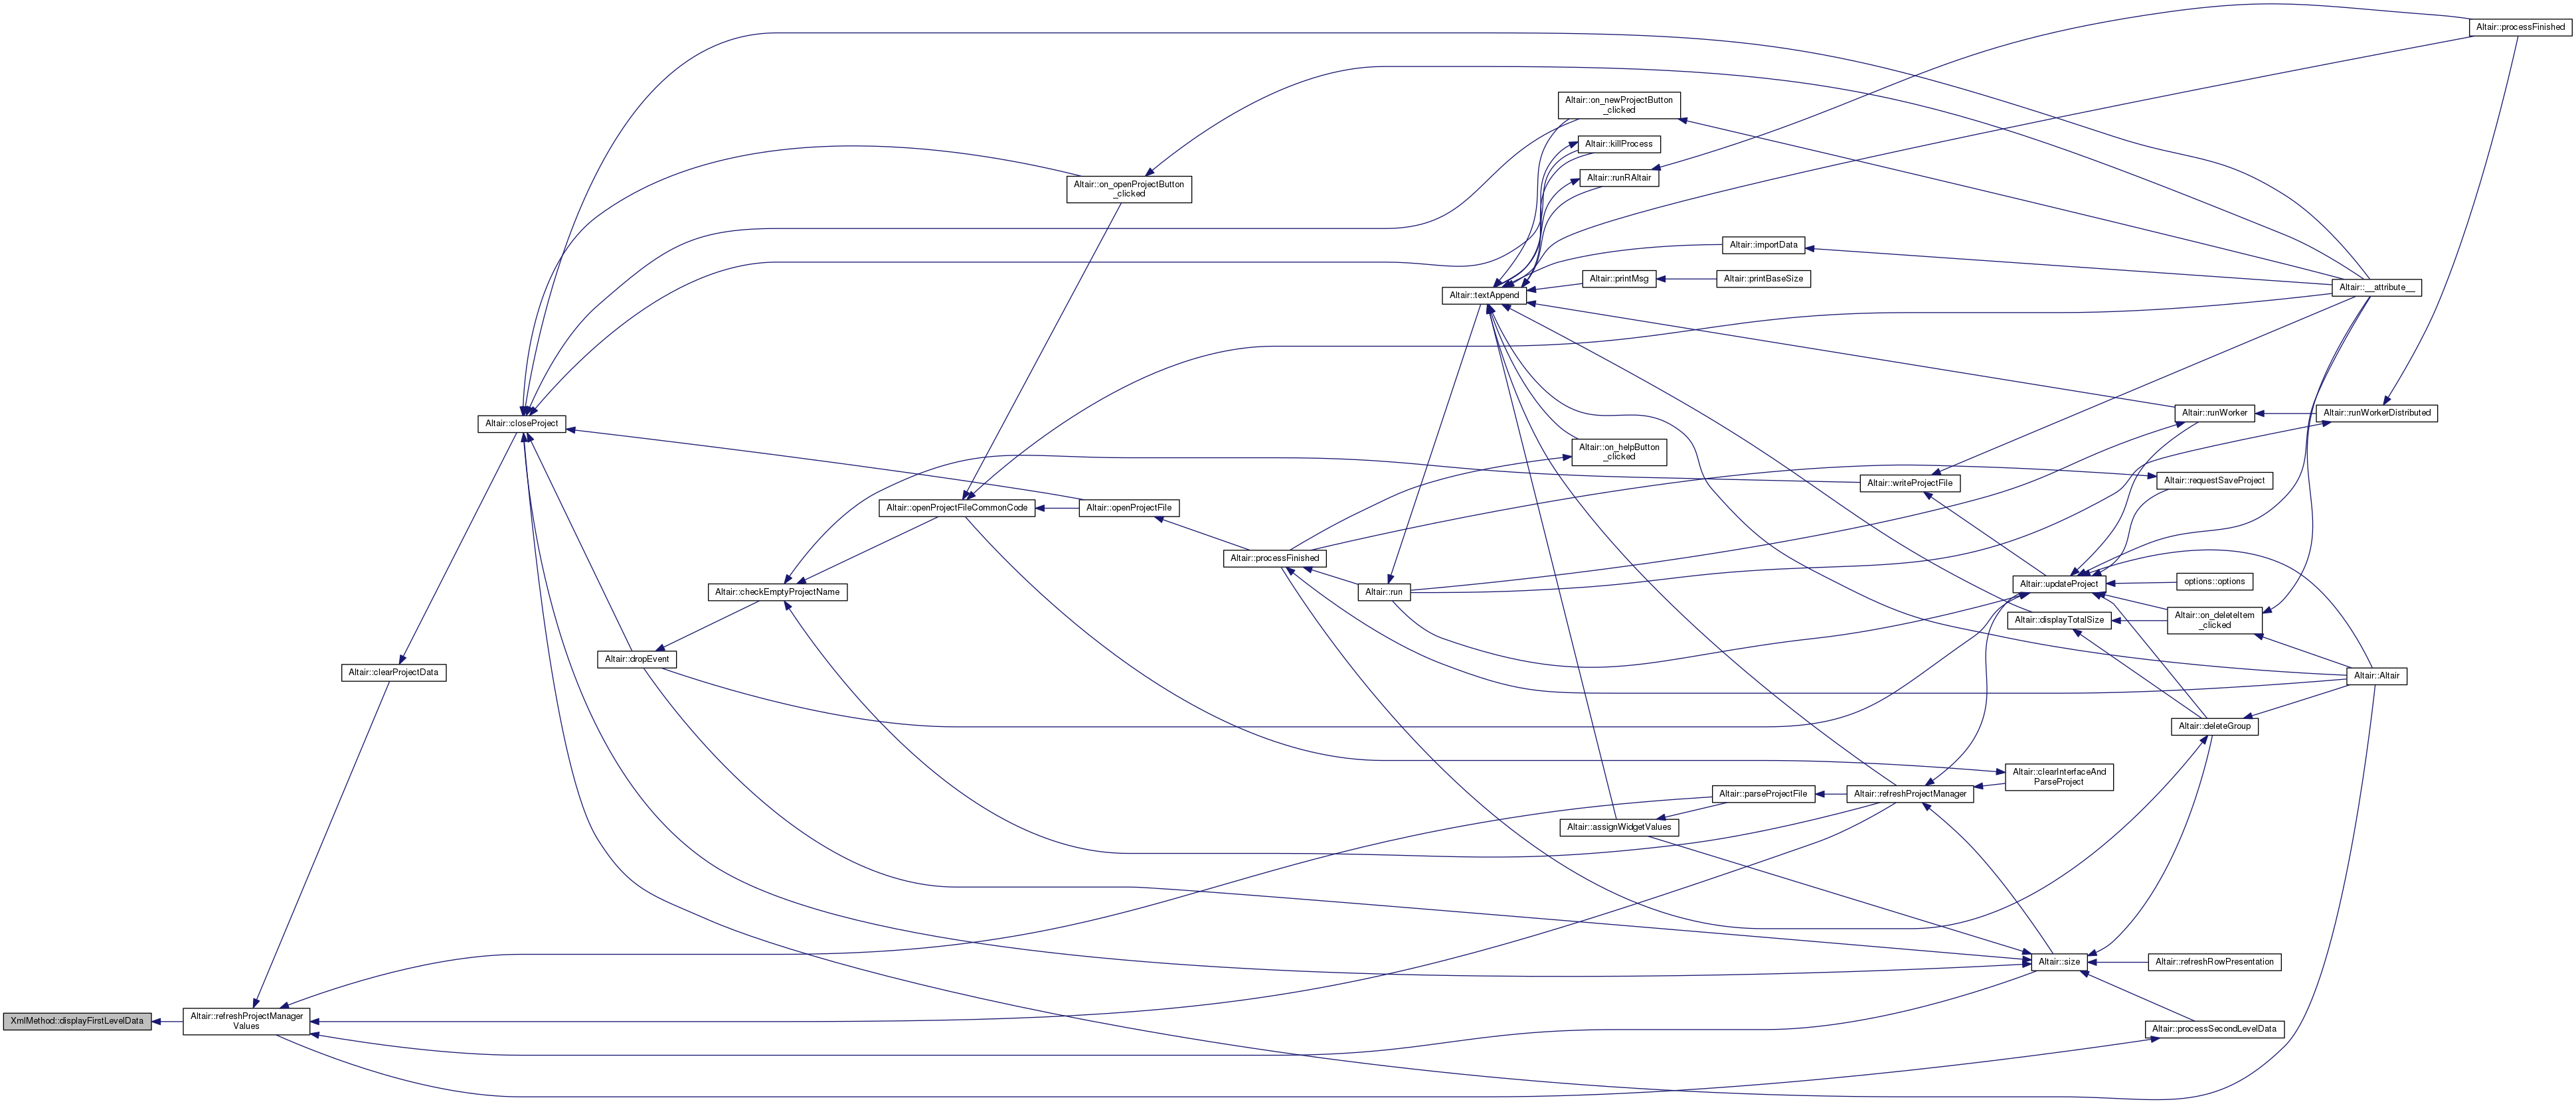 Altair::processFinished
Altair::on_newProjectButton
_clicked
Altair::killProcess
Altair::runRAltair
Altair::on_openProjectButton
_clicked
Altair::importData
Altair::printMsg
Altair::printBaseSize
Altair::textAppend
Altair::__attribute__
Altair::closeProject
Altair::runWorker
Altair::runWorkerDistributed
Altair::on_helpButton
_clicked
Altair::writeProjectFile
Altair::requestSaveProject
Altair::openProjectFileCommonCode
Altair::openProjectFile
Altair::processFinished
Altair::updateProject
options::options
Altair::checkEmptyProjectName
Altair::run
Altair::displayTotalSize
Altair::on_deleteItem
_clicked
Altair::dropEvent
Altair::clearProjectData
Altair::Altair
Altair::deleteGroup
Altair::clearInterfaceAnd
ParseProject
Altair::parseProjectFile
Altair::refreshProjectManager
Altair::assignWidgetValues
Altair::size
Altair::refreshRowPresentation
XmlMethod::displayFirstLevelData
Altair::refreshProjectManager
Values
Altair::processSecondLevelData